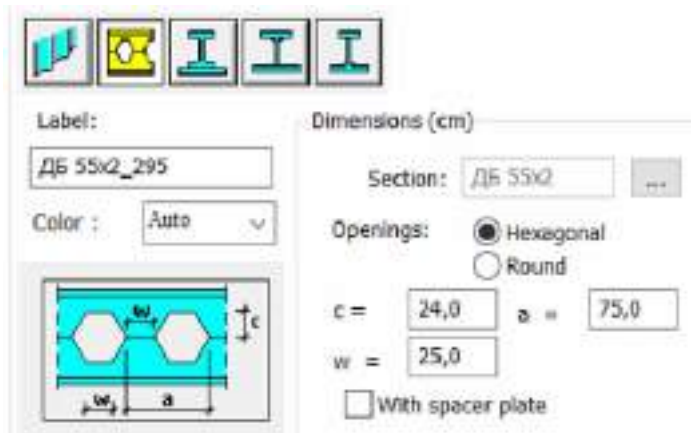 Label:
ДБ 55x2_295
Color :
Auto
Dimensions (cm)
Section: ДБ 55x2 ...
Openings: Hexagonal
Round
c = 24,0 a = 75,0
w = 25,0
With spacer plate
w c
w a